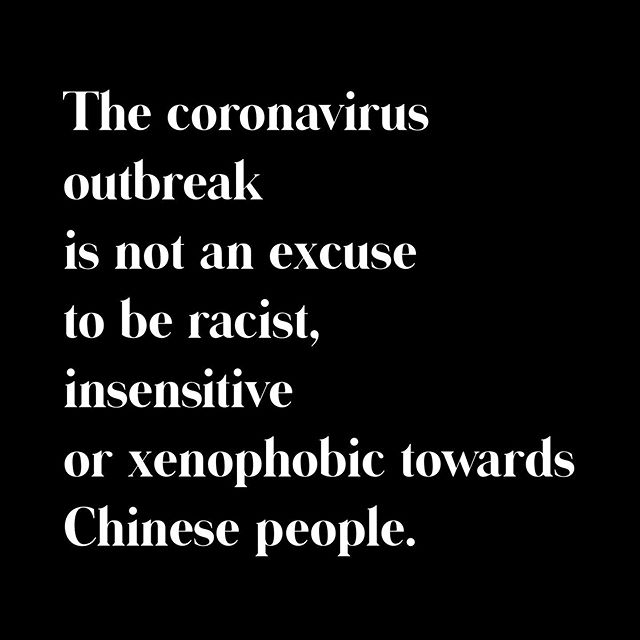 The coronavirus
outbreak
is not an excuse
to be racist,
insensitive
or xenophobic towards
Chinese people.